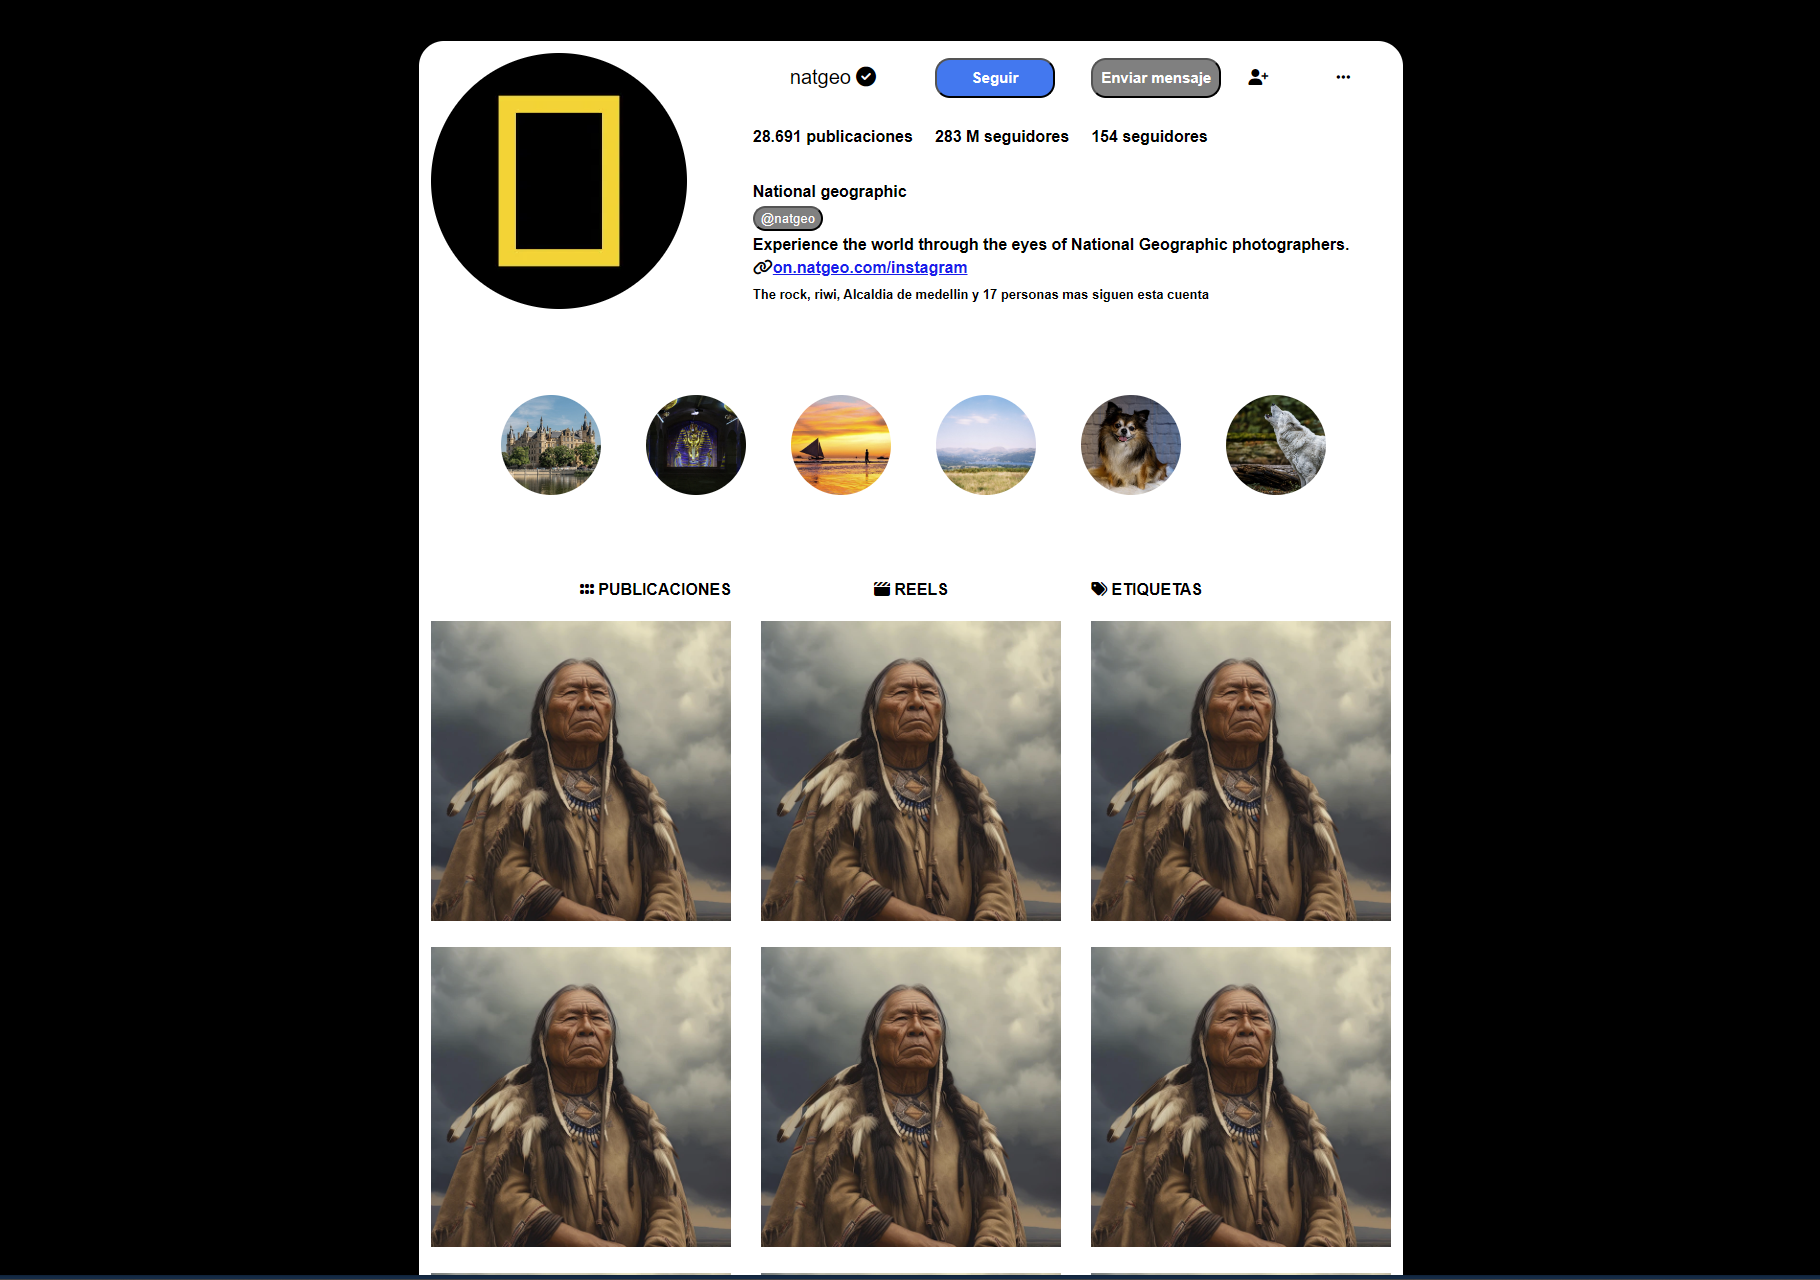 natgeo Seguir Enviar mensaje
28.691 publicaciones 283 M seguidores 154 seguidores
National geographic
@natgeo
Experience the world through the eyes of National Geographic photographers.
on.natgeo.com/instagram
The rock, riwi, Alcaldia de medellin y 17 personas mas siguen esta cuenta
PUBLICACIONES REELS ETIQUETAS